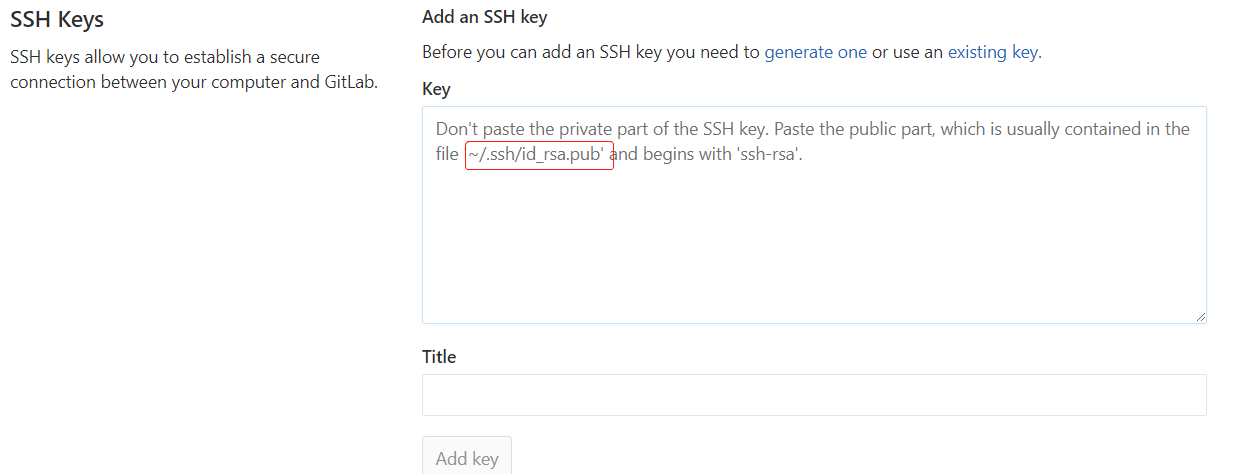 SSH Keys
SSH keys allow you to establish a secure
connection between your computer and GitLab.
Add an SSH key
Before you can add an SSH key you need to generate one or use an existing key.
Key
Don't paste the private part of the SSH key. Paste the public part, which is usually contained in the
file '~/.ssh/id_rsa.pub' and begins with 'ssh-rsa'.
Title
Add key